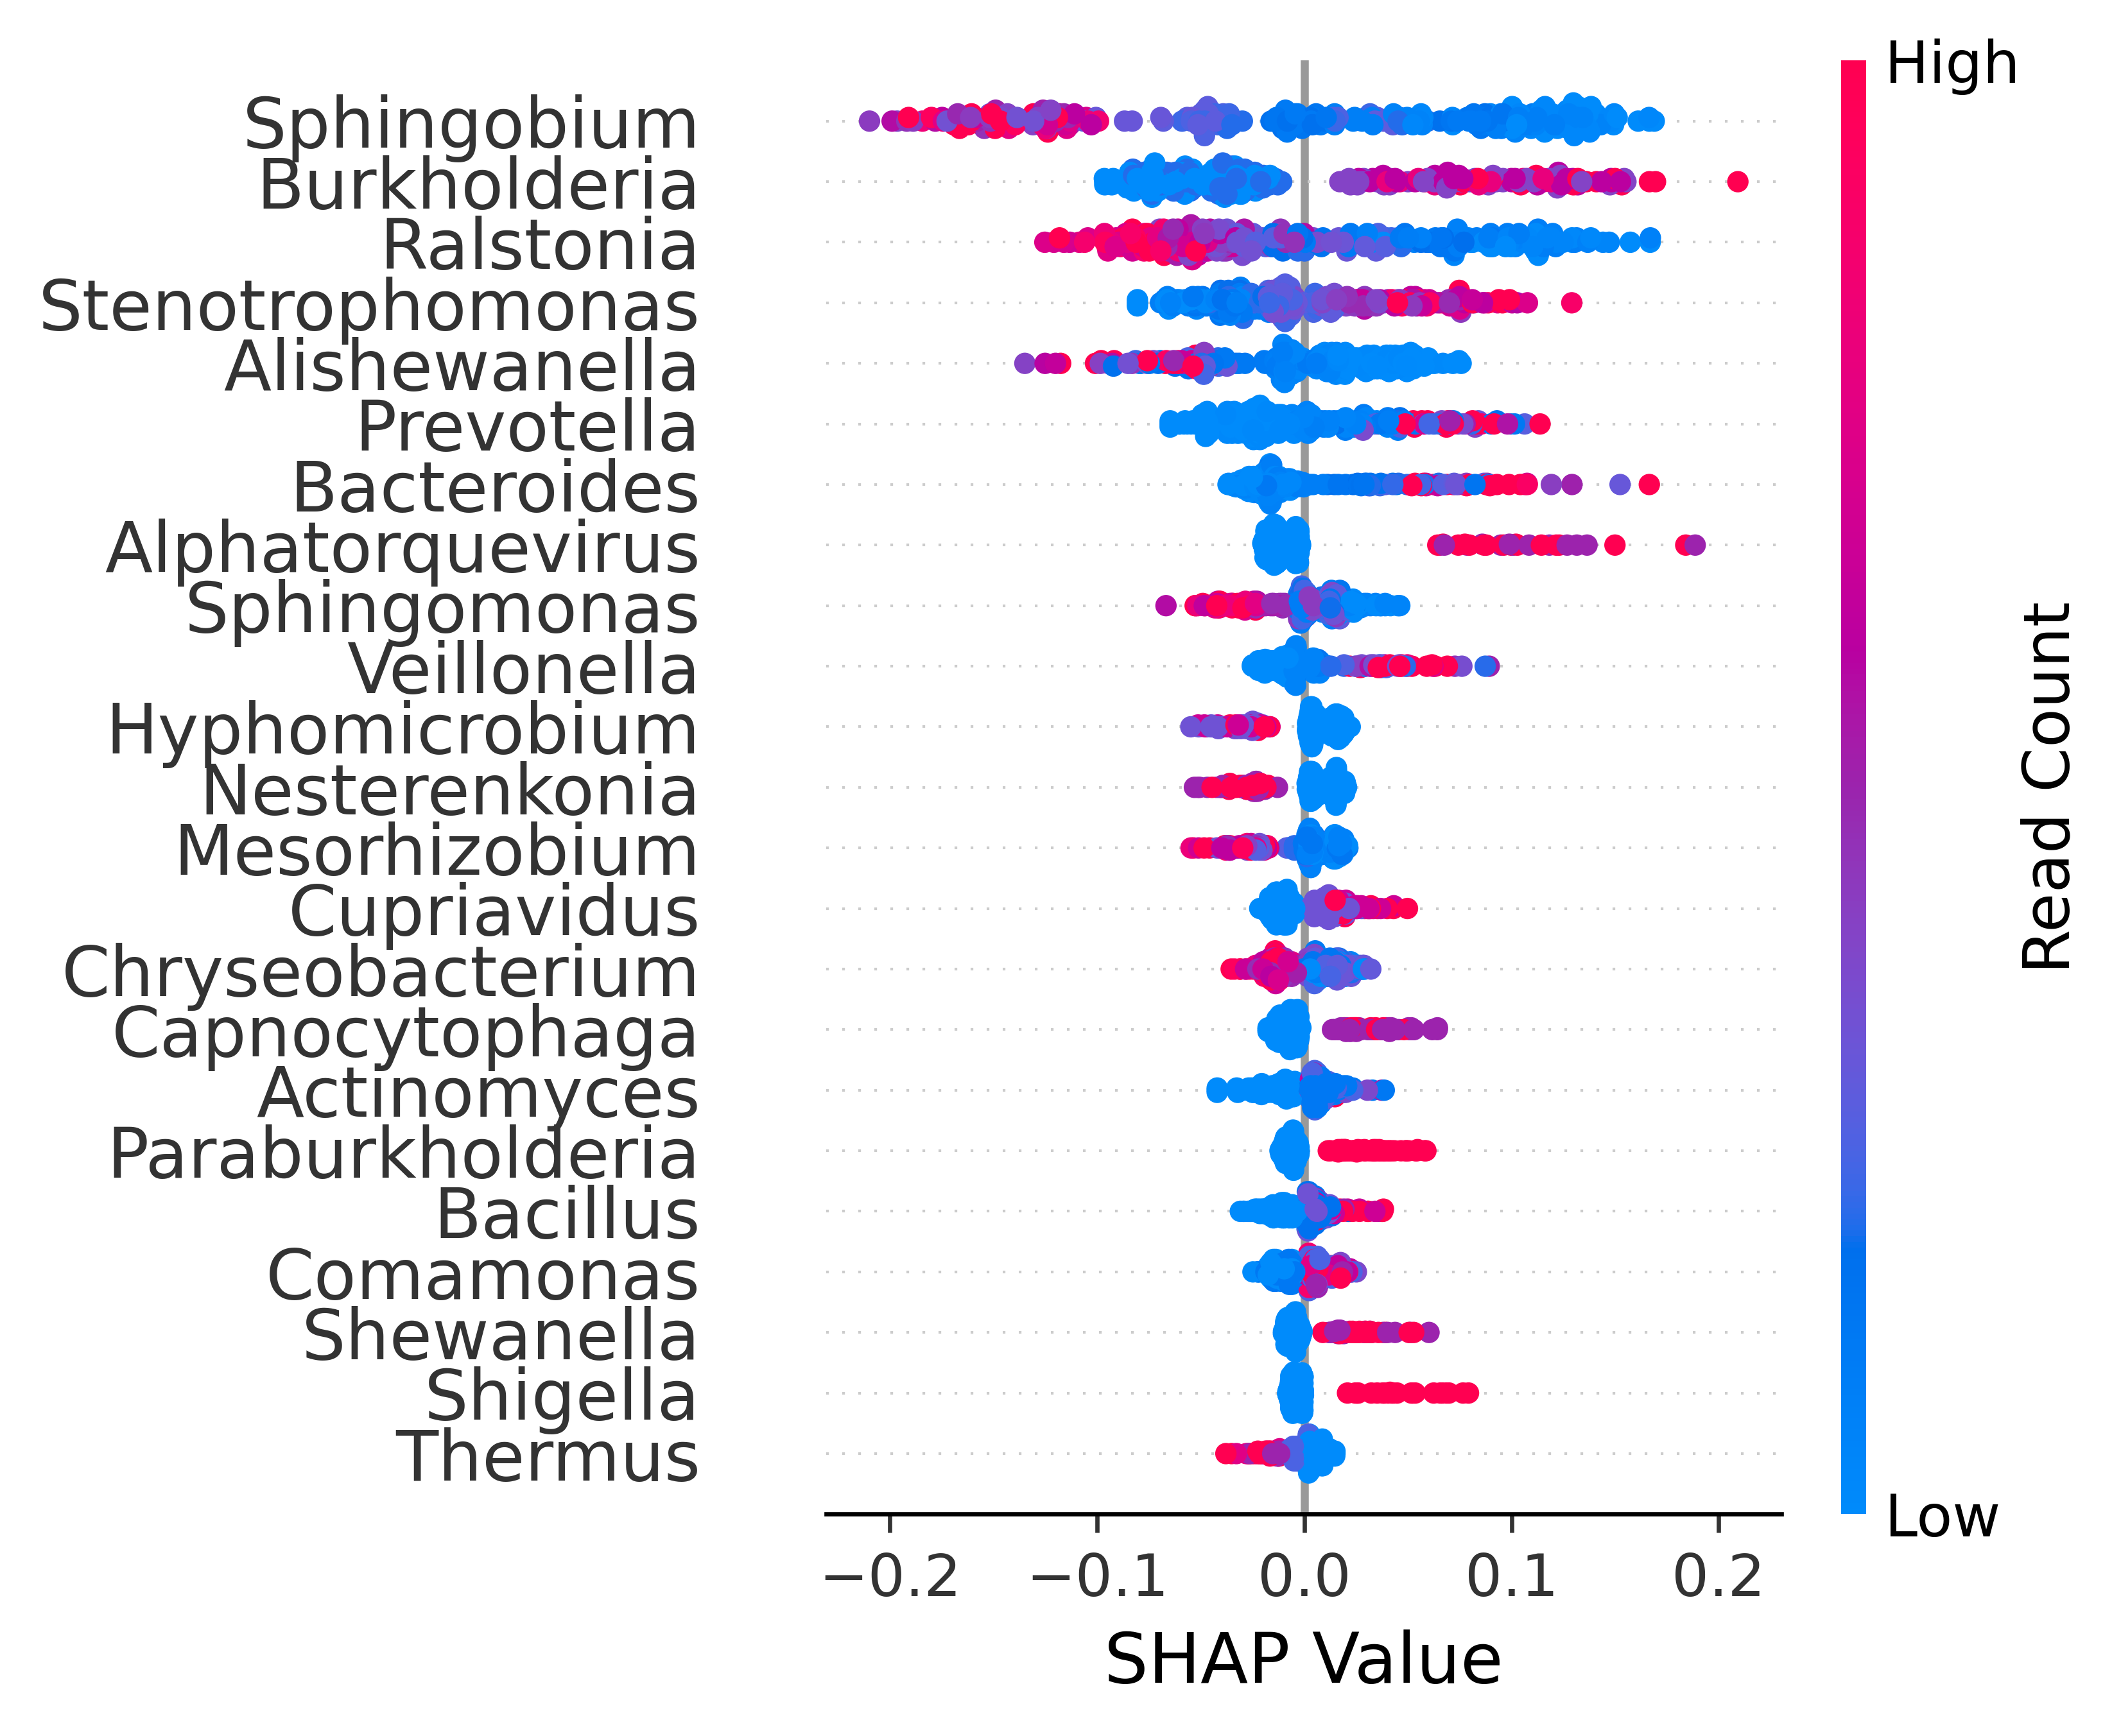 High
Sphingobium
Burkholderia
Ralstonia
Stenotrophomonas
Alishewanella
Prevotella
Bacteroides
Alphatorquevirus
Sphingomonas
Veillonella
Hyphomicrobium
Nesterenkonia
Mesorhizobium
Cupriavidus
Chryseobacterium
Capnocytophaga
Actinomyces
Paraburkholderia
Bacillus
Comamonas
Shewanella
Shigella
Thermus
Read Count
Low
−0.2 −0.1 0.0 0.1 0.2
SHAP Value